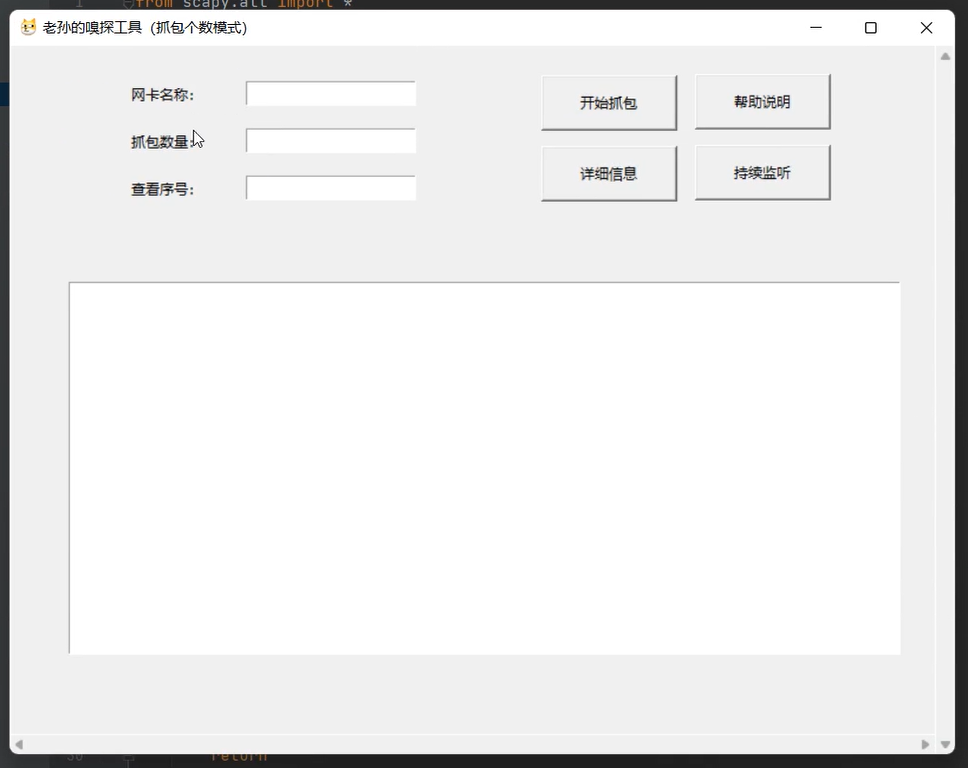 1 from scapy.all import *
老孙的嗅探工具（抓包个数模式）
网卡名称:
开始抓包
帮助说明
抓包数量:
查看序号:
详细信息
持续监听
30 return